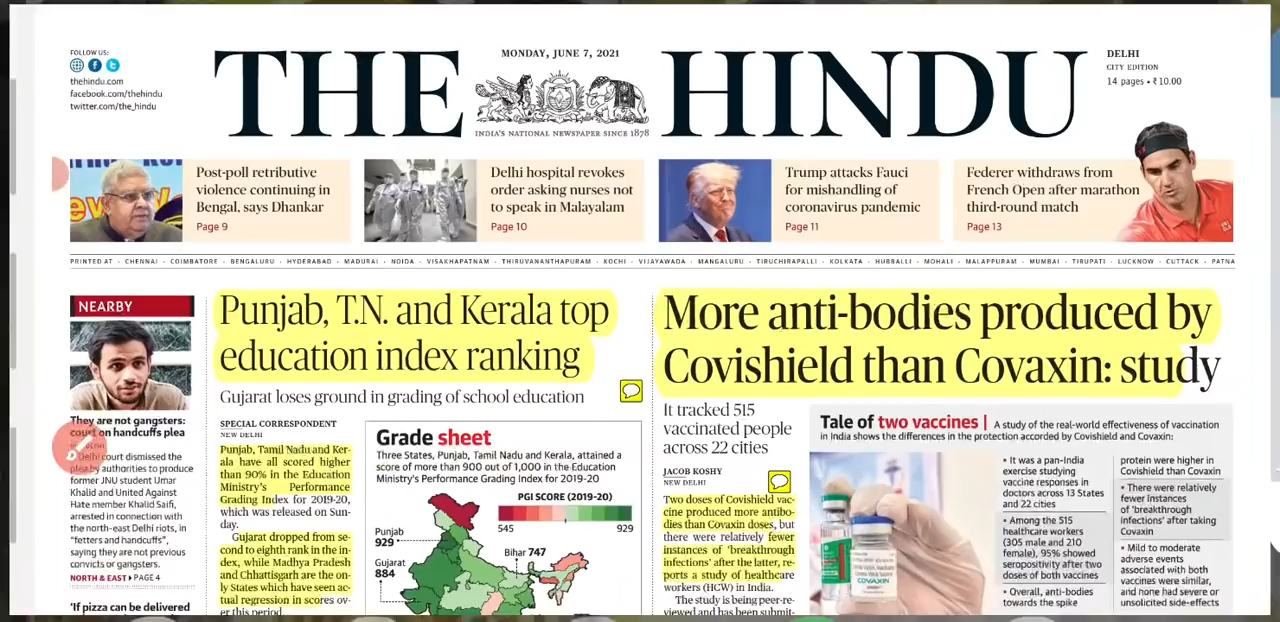 FOLLOW US:
thehindu.com
facebook.com/thehindu
twitter.com/the_hindu
THE HINDU
MONDAY, JUNE 7, 2021
INDIA'S NATIONAL NEWSPAPER SINCE 1878
DELHI
CITY EDITION
14 pages • ₹10.00
Post-poll retributive
violence continuing in
Bengal, says Dhankar
Page 9
Delhi hospital revokes
order asking nurses not
to speak in Malayalam
Page 10
Trump attacks Fauci
for mishandling of
coronavirus pandemic
Page 11
Federer withdraws from
French Open after marathon
third-round match
Page 13
PRINTED AT · CHENNAI · COIMBATORE · BENGALURU · HYDERABAD · MADURAI · NOIDA · VISAKHAPATNAM · THIRUVANANTHAPURAM · KOCHI · VIJAYAWADA · MANGALURU · TIRUCHIRAPALLI · KOLKATA · HUBBALLI · MOHALI · MALAPPURAM · MUMBAI · TIRUPATI · LUCKNOW · CUTTACK · PATNA
NEARBY
They are not gangsters:
court on handcuffs plea
Delhi court dismissed the
plea by authorities to produce
former JNU student Umar
Khalid and United Against
Hate member Khalid Saifi,
arrested in connection with
the north-east Delhi riots, in
"fetters and handcuffs",
saying they are not previous
convicts or gangsters.
NORTH & EAST ▸ PAGE 4
'If pizza can be delivered
Punjab, T.N. and Kerala top
education index ranking
Gujarat loses ground in grading of school education
SPECIAL CORRESPONDENT
NEW DELHI
Punjab, Tamil Nadu and Ker-
ala have all scored higher
than 90% in the Education
Ministry's Performance
Grading Index for 2019-20,
which was released on Sun-
day.
Gujarat dropped from se-
cond to eighth rank in the in-
dex, while Madhya Pradesh
and Chhattisgarh are the on-
ly States which have seen ac-
tual regression in scores ov-
er this period.
Grade sheet
Three States, Punjab, Tamil Nadu and Kerala, attained a
score of more than 900 out of 1,000 in the Education
Ministry's Performance Grading Index for 2019-20
PGI SCORE (2019-20)
545 929
Punjab
929
Gujarat
884
Bihar 747
More anti-bodies produced by
Covishield than Covaxin: study
It tracked 515
vaccinated people
across 22 cities
JACOB KOSHY
NEW DELHI
Two doses of Covishield vac-
cine produced more antibo-
dies than Covaxin doses, but
there were relatively fewer
instances of 'breakthrough
infections' after the latter, re-
ports a study of healthcare
workers (HCW) in India.
The study is being peer-re-
viewed and has been submit-
Tale of two vaccines | A study of the real-world effectiveness of vaccination
in India shows the differences in the protection accorded by Covishield and Covaxin:
COVAXIN
• It was a pan-India
exercise studying
vaccine responses in
doctors across 13 States
and 22 cities
• Among the 515
healthcare workers
(305 male and 210
female), 95% showed
seropositivity after two
doses of both vaccines
• Overall, anti-bodies
towards the spike
protein were higher in
Covishield than Covaxin
• There were relatively
fewer instances
of 'breakthrough
infections' after taking
Covaxin
• Mild to moderate
adverse events
associated with both
vaccines were similar,
and none had severe or
unsolicited side-effects